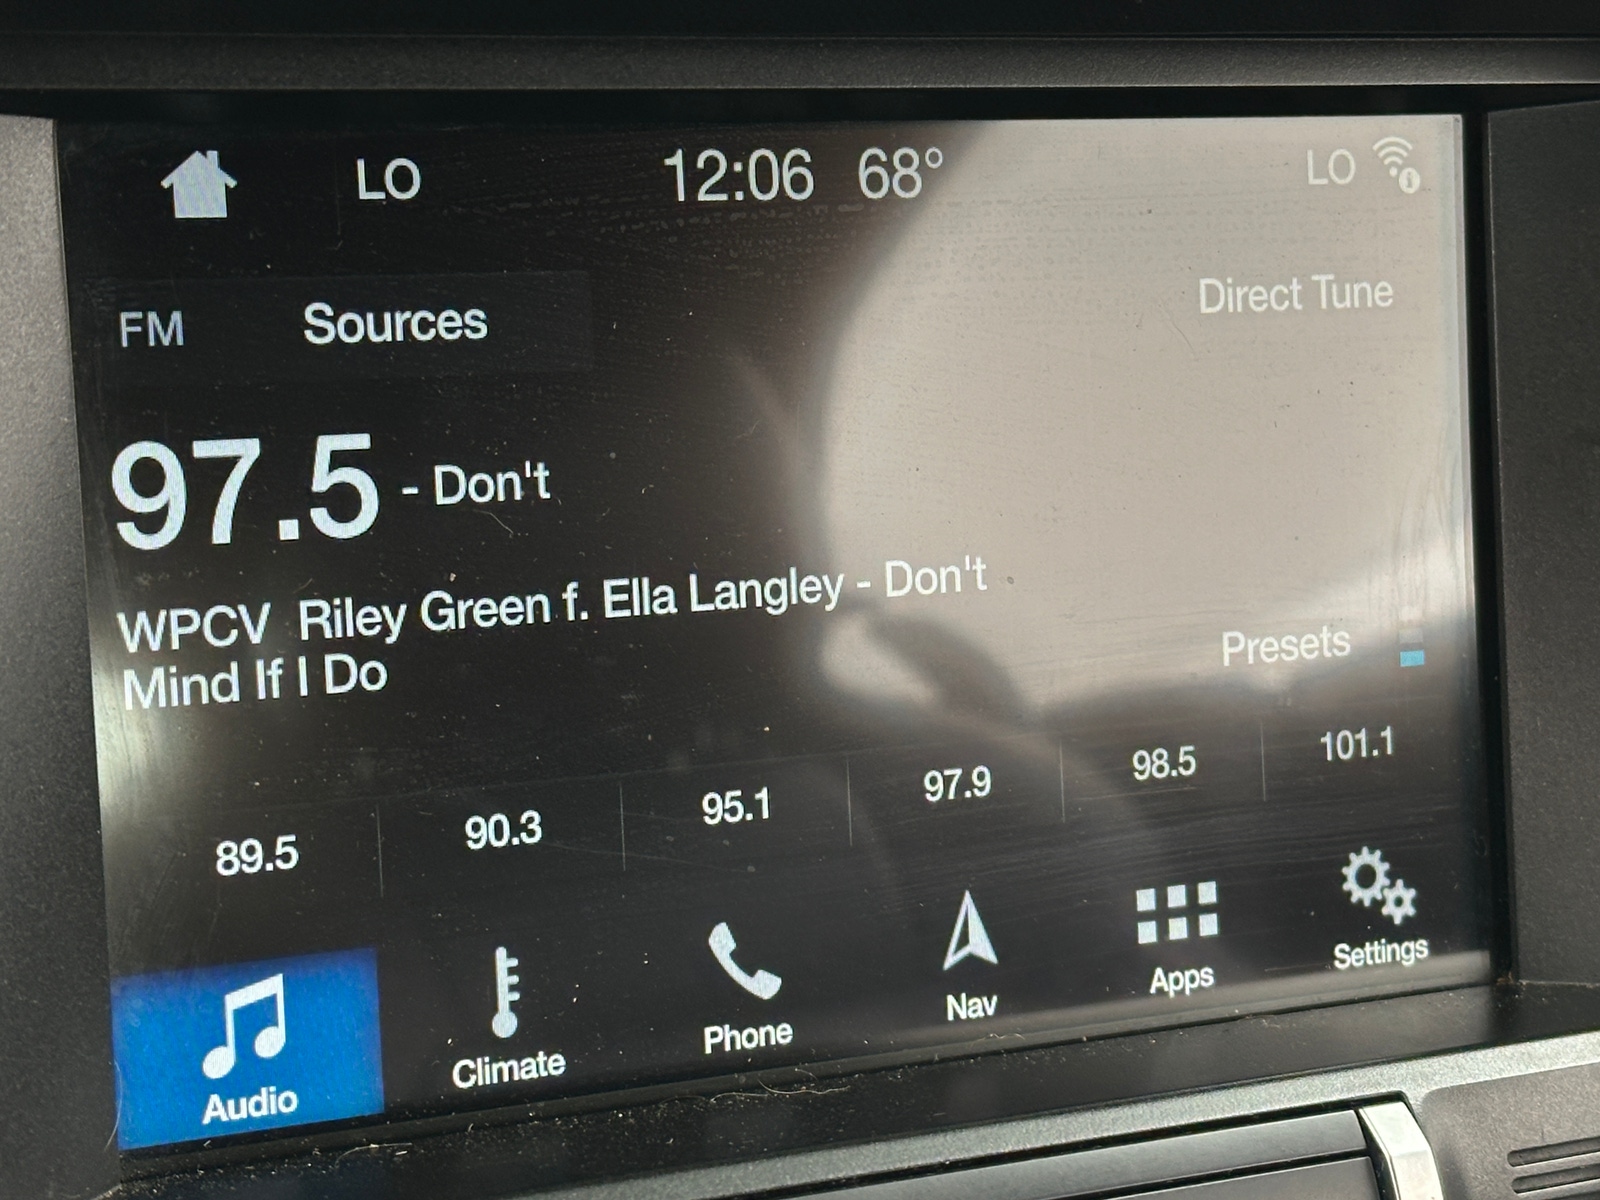 LO 12:06 68° LO
FM Sources Direct Tune
97.5 - Don't
WPCV Riley Green f. Ella Langley - Don't
Mind If I Do
Presets
89.5 90.3 95.1 97.9 98.5 101.1
Audio Climate Phone Nav Apps Settings